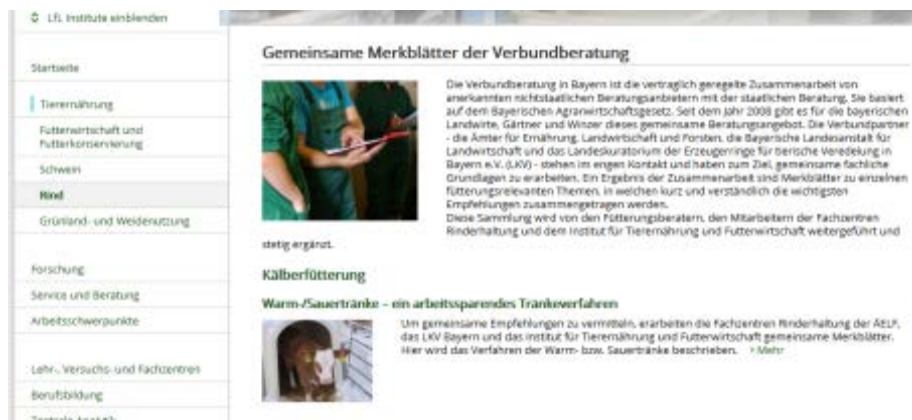 LfL Institute einblenden
Startseite
Tierernährung
Futterwirtschaft und
Futterkonservierung
Schwein
Rind
Grünland- und Weidenutzung
Forschung
Service und Beratung
Arbeitsschwerpunkte
Lehr-, Versuchs- und Fachzentren
Berufsbildung
Zentrale Analytik
Gemeinsame Merkblätter der Verbundberatung
Die Verbundberatung in Bayern ist die vertraglich geregelte Zusammenarbeit von
anerkannten nichtstaatlichen Beratungsanbietern mit der staatlichen Beratung. Sie basiert
auf dem Bayerischen Agrarwirtschaftsgesetz. Seit dem Jahr 2008 gibt es für die bayerischen
Landwirte, Gärtner und Winzer dieses gemeinsame Beratungsangebot. Die Verbundpartner
- die Ämter für Ernährung, Landwirtschaft und Forsten, die Bayerische Landesanstalt für
Landwirtschaft und das Landeskuratorium der Erzeugerringe für tierische Veredelung in
Bayern e.V. (LKV) - stehen im engen Kontakt und haben zum Ziel, gemeinsame fachliche
Grundlagen zu erarbeiten. Ein Ergebnis der Zusammenarbeit sind Merkblätter zu einzelnen
fütterungsrelevanten Themen, in welchen kurz und verständlich die wichtigsten
Empfehlungen zusammengetragen werden.
Diese Sammlung wird von den Fütterungsberatern, den Mitarbeitern der Fachzentren
Rinderhaltung und dem Institut für Tierernährung und Futterwirtschaft weitergeführt und
stetig ergänzt.
Kälberfütterung
Warm-/Sauertränke – ein arbeitssparendes Tränkeverfahren
Um gemeinsame Empfehlungen zu vermitteln, erarbeiten die Fachzentren Rinderhaltung der ÄELF,
das LKV Bayern und das Institut für Tierernährung und Futterwirtschaft gemeinsame Merkblätter.
Hier wird das Verfahren der Warm- bzw. Sauertränke beschrieben. Mehr